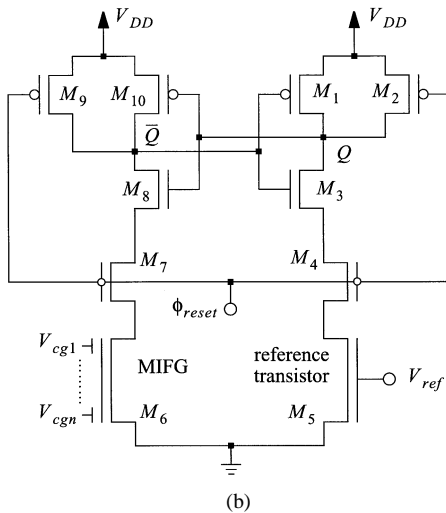 V_DD V_DD
M_9 M_10 M_1 M_2
Q̅ Q
M_8 M_3
M_7 M_4
ϕ_reset
V_cg1 MIFG reference
transistor V_ref
V_cgn M_6 M_5
(b)